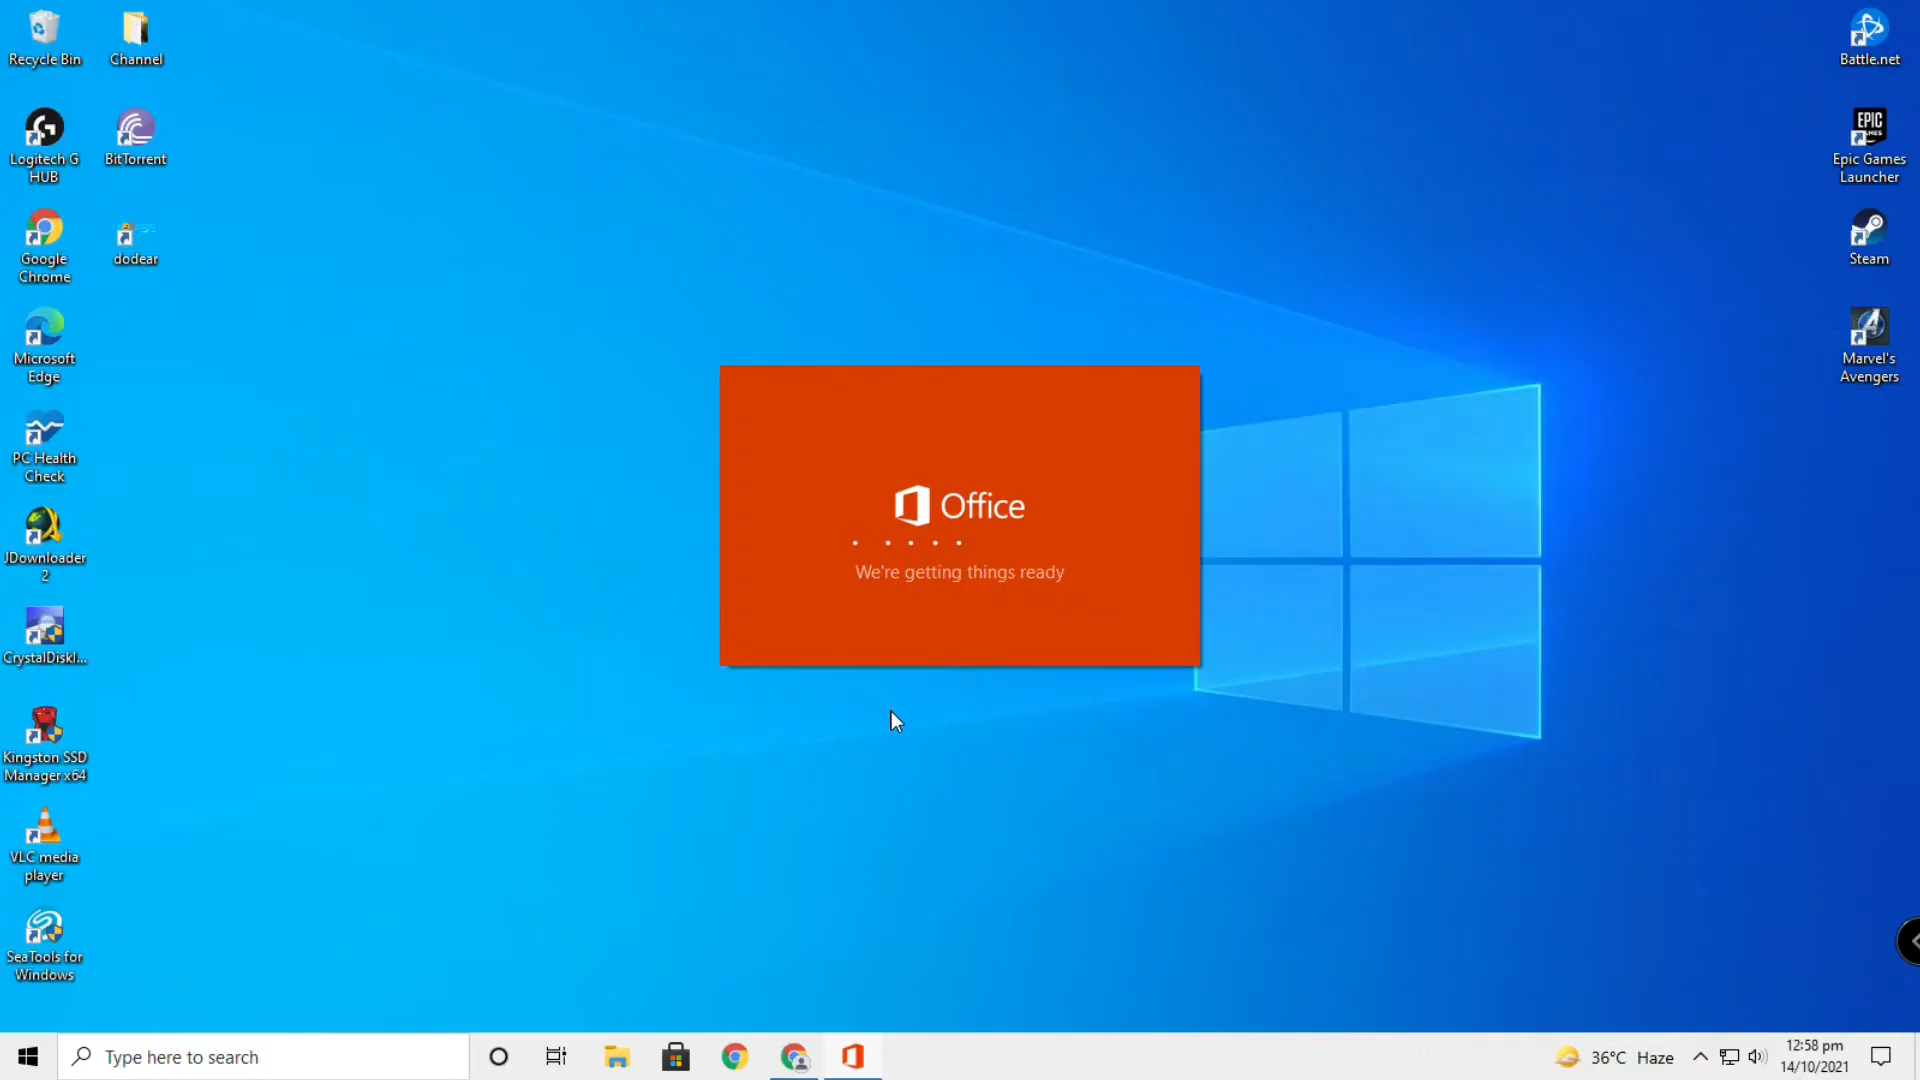 Recycle Bin
Channel
Logitech G
HUB
BitTorrent
Google
Chrome
dodear
Microsoft
Edge
PC Health
Check
JDownloader
2
CrystalDiskI...
Kingston SSD
Manager x64
VLC media
player
SeaTools for
Windows
Battle.net
EPIC
GAMES
Epic Games
Launcher
Steam
Marvel's
Avengers
Office
We're getting things ready
Type here to search
36°C Haze
12:58 pm
14/10/2021